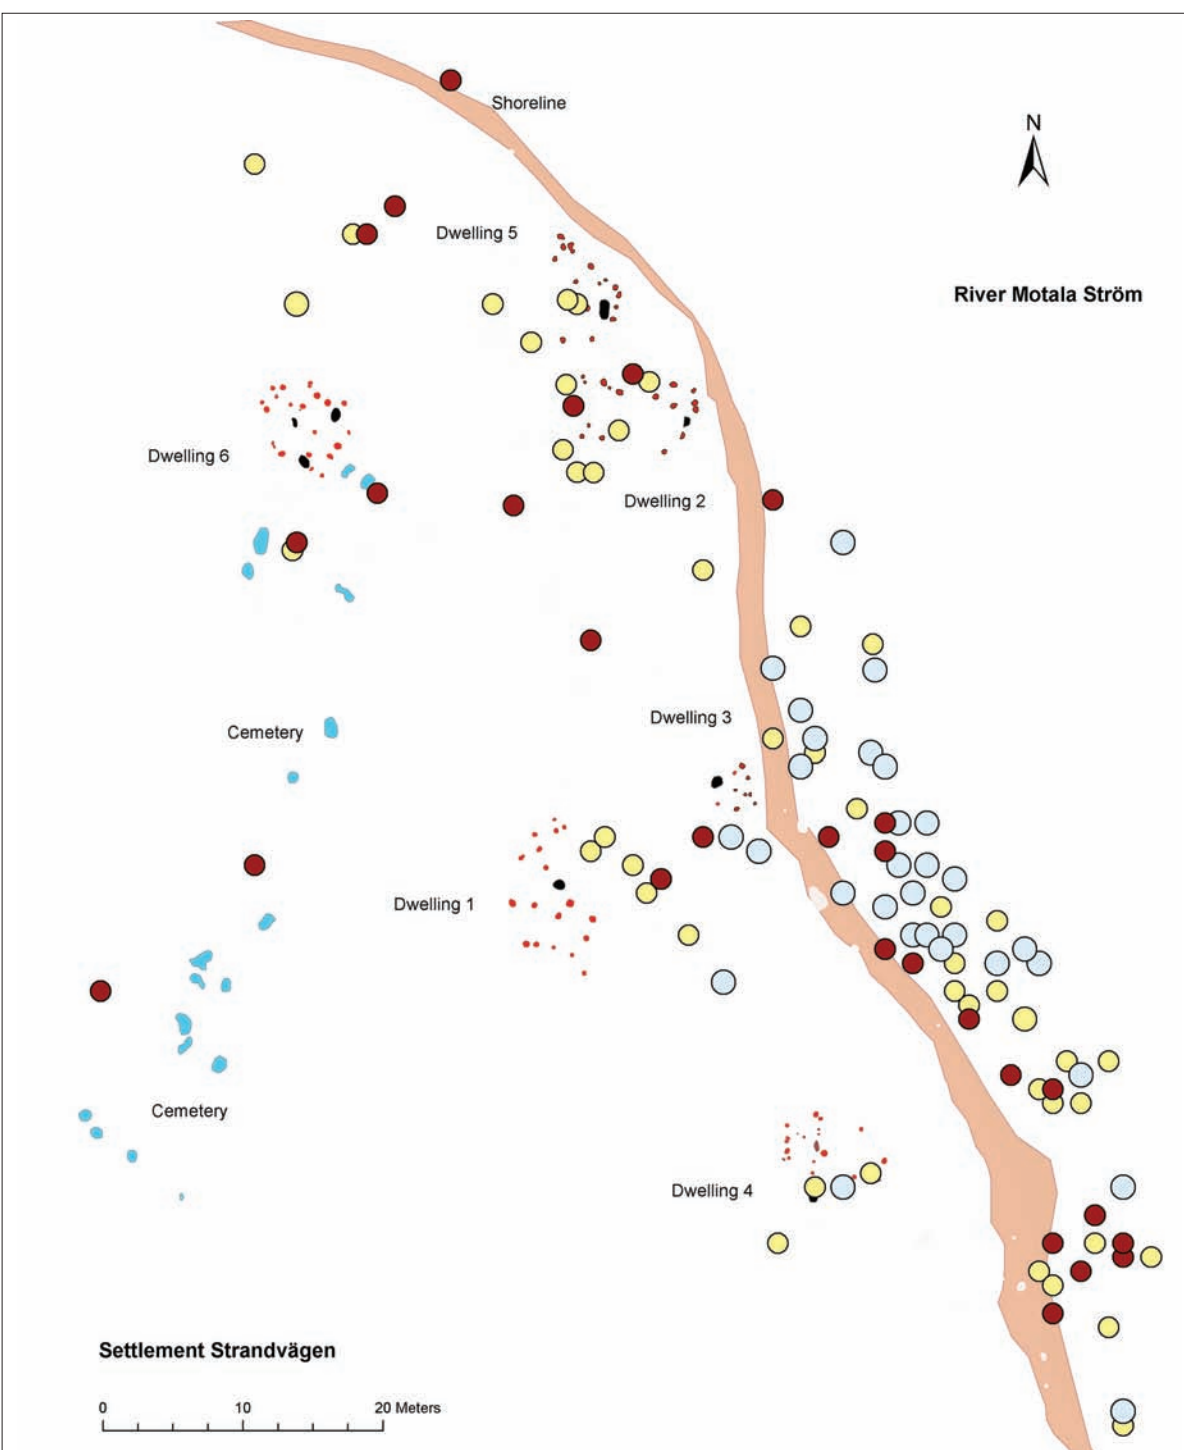 Shoreline
N
Dwelling 5
River Motala Ström
Dwelling 6
Dwelling 2
Dwelling 3
Cemetery
Dwelling 1
Cemetery
Dwelling 4
Settlement Strandvägen
0 10 20 Meters